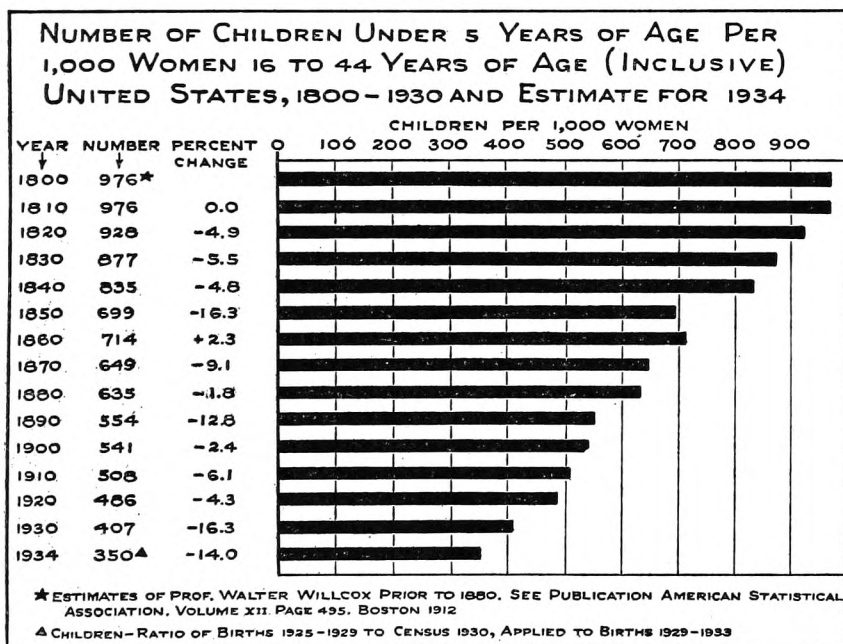 NUMBER OF CHILDREN UNDER 5 YEARS OF AGE PER
1,000 WOMEN 16 TO 44 YEARS OF AGE (INCLUSIVE)
UNITED STATES, 1800-1930 AND ESTIMATE FOR 1934
CHILDREN PER 1,000 WOMEN
YEAR NUMBER PERCENT CHANGE
0 100 200 300 400 500 600 700 800 900
1800 976*
1810 976 0.0
1820 928 -4.9
1830 877 -5.5
1840 835 -4.8
1850 699 -16.3
1860 714 +2.3
1870 649 -9.1
1880 635 -1.8
1890 554 -12.8
1900 541 -2.4
1910 508 -6.1
1920 486 -4.3
1930 407 -16.3
1934 350▲ -14.0
★ ESTIMATES OF PROF. WALTER WILLCOX PRIOR TO 1880. SEE PUBLICATION AMERICAN STATISTICAL
ASSOCIATION. VOLUME XII PAGE 495. BOSTON 1912
▲ CHILDREN-RATIO OF BIRTHS 1925-1929 TO CENSUS 1930, APPLIED TO BIRTHS 1929-1933